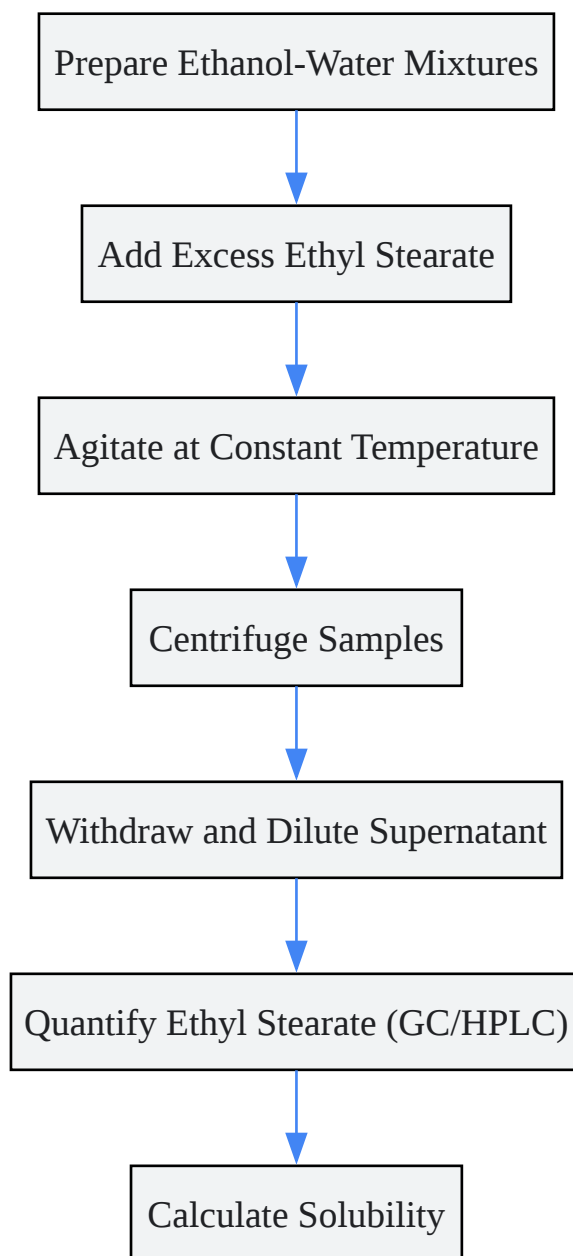 Prepare Ethanol-Water Mixtures
Add Excess Ethyl Stearate
Agitate at Constant Temperature
Centrifuge Samples
Withdraw and Dilute Supernatant
Quantify Ethyl Stearate (GC/HPLC)
Calculate Solubility